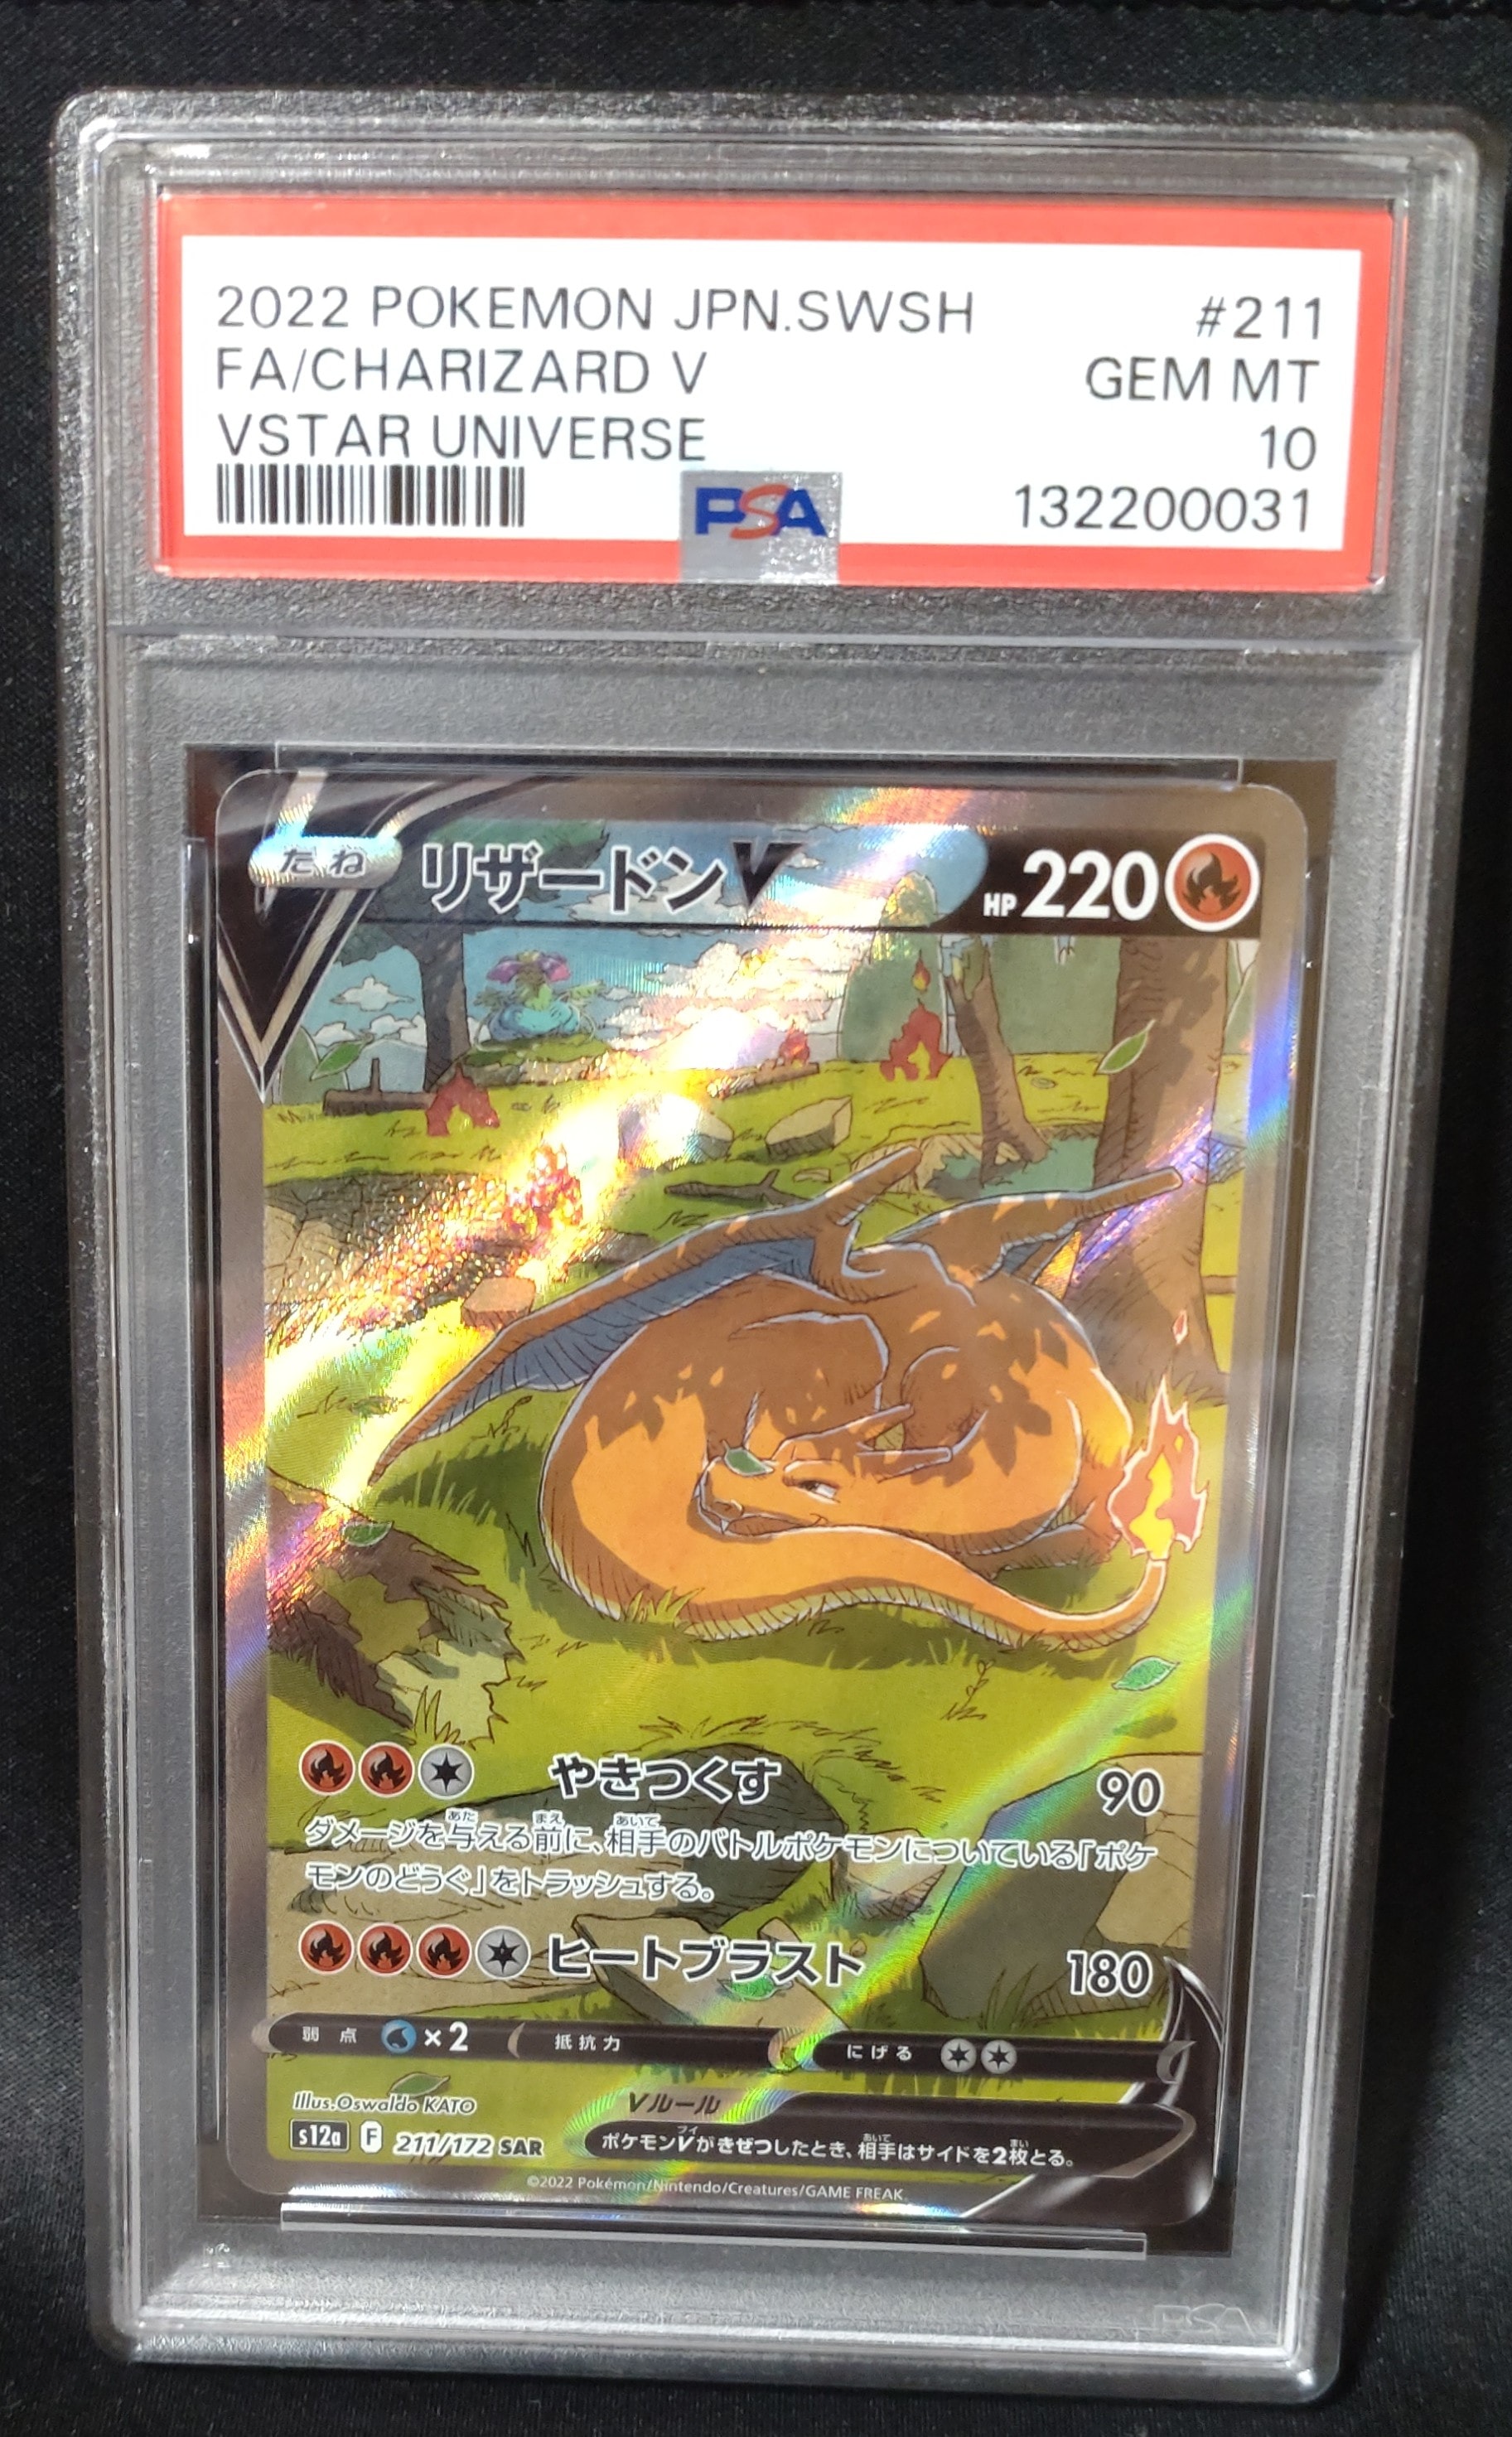 2022 POKEMON JPN.SWSH #211
FA/CHARIZARD V GEM MT
VSTAR UNIVERSE 10
PSA 132200031
たね リザードンV HP 220
やきつくす 90
ダメージを与える前に、相手のバトルポケモンについている「ポケ
モンのどうぐ」をトラッシュする。
ヒートブラスト 180
弱点 ×2 抵抗力 にげる
Illus.Oswaldo KATO
Vルール
s12a F 211/172 SAR
ポケモンVがきぜつしたとき、相手はサイドを2枚とる。
©2022 Pokémon/Nintendo/Creatures/GAME FREAK
PSA